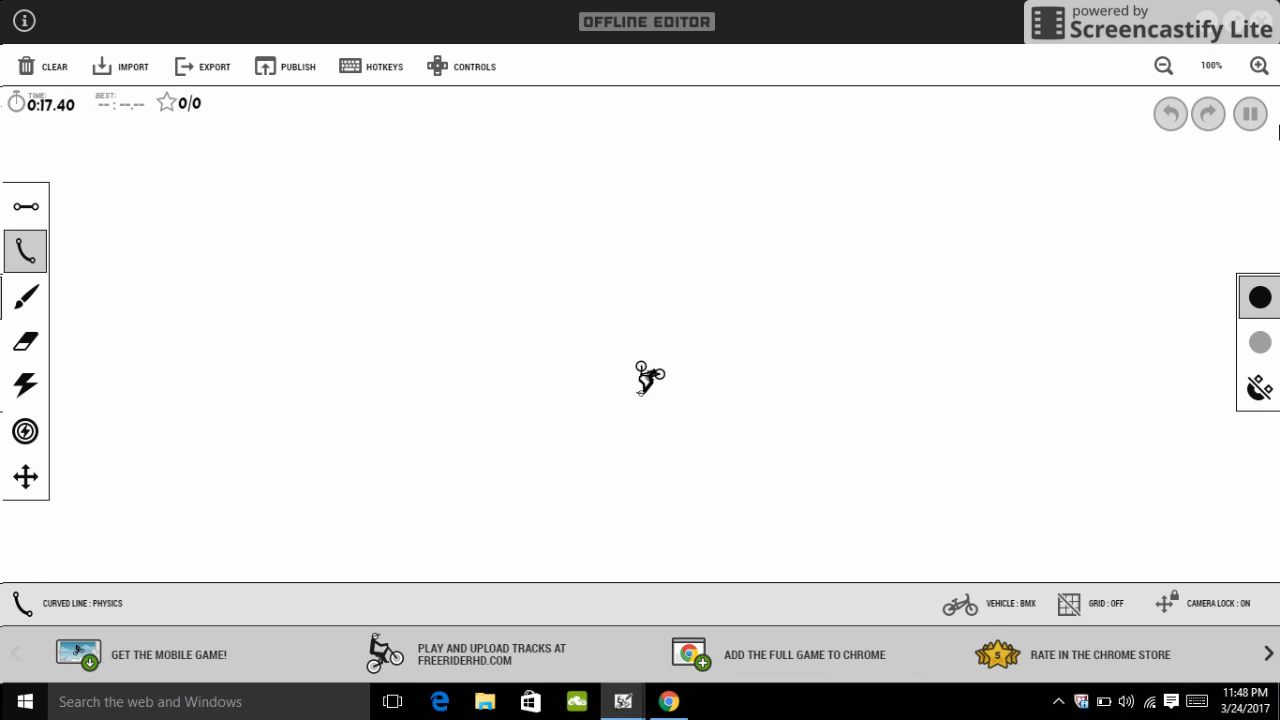 OFFLINE EDITOR
powered by
Screencastify Lite
CLEAR
IMPORT
EXPORT
PUBLISH
HOTKEYS
CONTROLS
100%
TIME:
0:17.40
BEST:
-- : --.--
0/0
CURVED LINE : PHYSICS
VEHICLE : BMX
GRID : OFF
CAMERA LOCK : ON
GET THE MOBILE GAME!
PLAY AND UPLOAD TRACKS AT
FREERIDERHD.COM
ADD THE FULL GAME TO CHROME
5
RATE IN THE CHROME STORE
Search the web and Windows
11:48 PM
3/24/2017